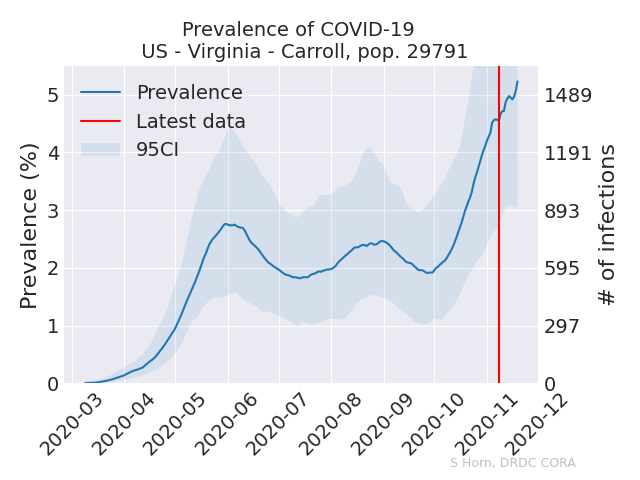 Prevalence of COVID-19
US - Virginia - Carroll, pop. 29791
Prevalence
Latest data
95CI
Prevalence (%)
5
4
3
2
1
0
1489
1191
893
595
297
0
# of infections
2020-03
2020-04
2020-05
2020-06
2020-07
2020-08
2020-09
2020-10
2020-11
2020-12
S Horn, DRDC CORA